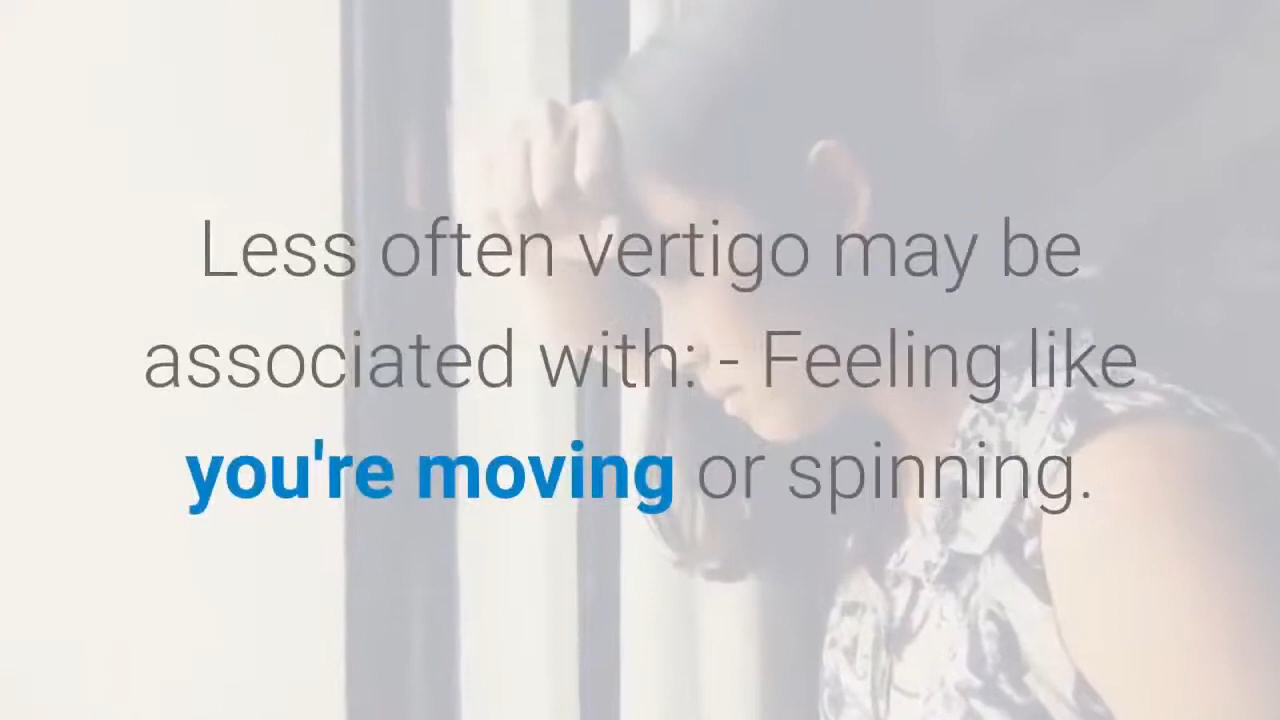 Less often vertigo may be
associated with: - Feeling like
you're moving or spinning.